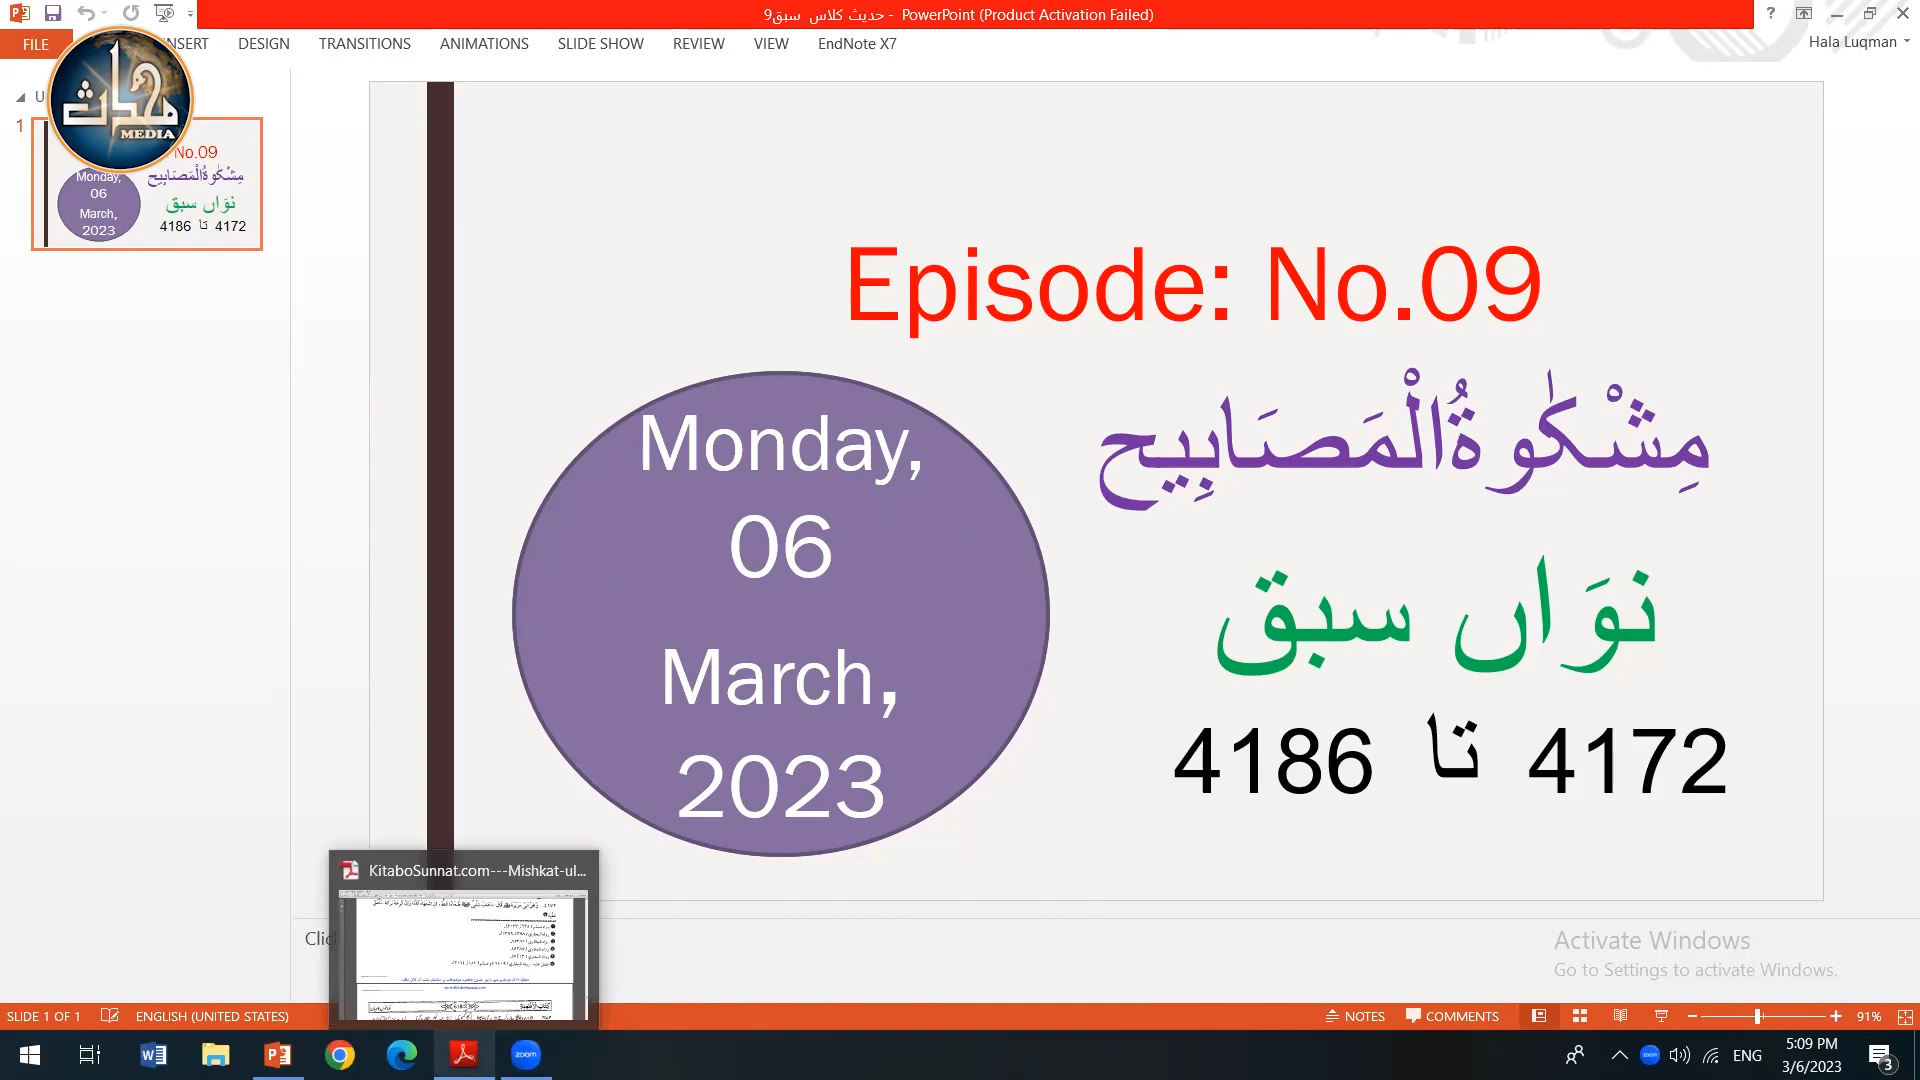 حدیث کلاس سبق9 - PowerPoint (Product Activation Failed)
FILE
INSERT
DESIGN
TRANSITIONS
ANIMATIONS
SLIDE SHOW
REVIEW
VIEW
EndNote X7
Hala Luqman
MEDIA
1
No.09
Monday,
06
March,
2023
مِشْكٰوةُالْمَصَابِيح
نوَاں سبق
4172 تا 4186
Episode: No.09
Monday,
06
March,
2023
مِشْكٰوةُالْمَصَابِيح
نوَاں سبق
4172 تا 4186
KitaboSunnat.com---Mishkat-ul...
Activate Windows
Go to Settings to activate Windows.
SLIDE 1 OF 1
ENGLISH (UNITED STATES)
NOTES
COMMENTS
91%
zoom
ENG
5:09 PM
3/6/2023
3